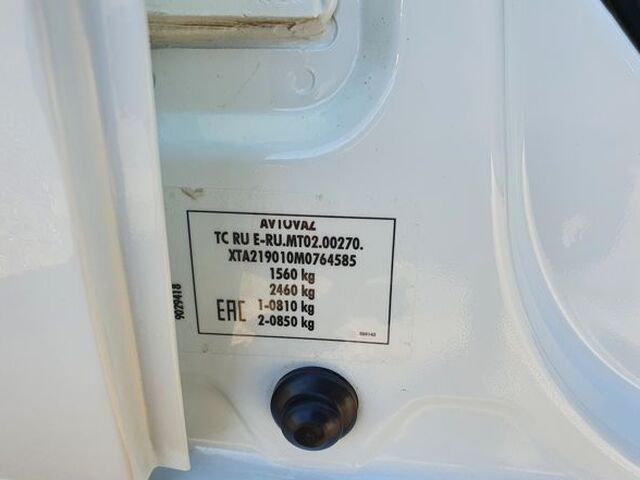 AVTOVAZ
TC RU E-RU.MT02.00270.
XTA219010M0764585
1560 kg
2460 kg
EAC 1-0810 kg
2-0850 kg
9029418